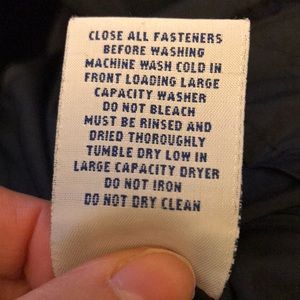 CLOSE ALL FASTENERS
BEFORE WASHING
MACHINE WASH COLD IN
FRONT LOADING LARGE
CAPACITY WASHER
DO NOT BLEACH
MUST BE RINSED AND
DRIED THOROUGHLY
TUMBLE DRY LOW IN
LARGE CAPACITY DRYER
DO NOT IRON
DO NOT DRY CLEAN